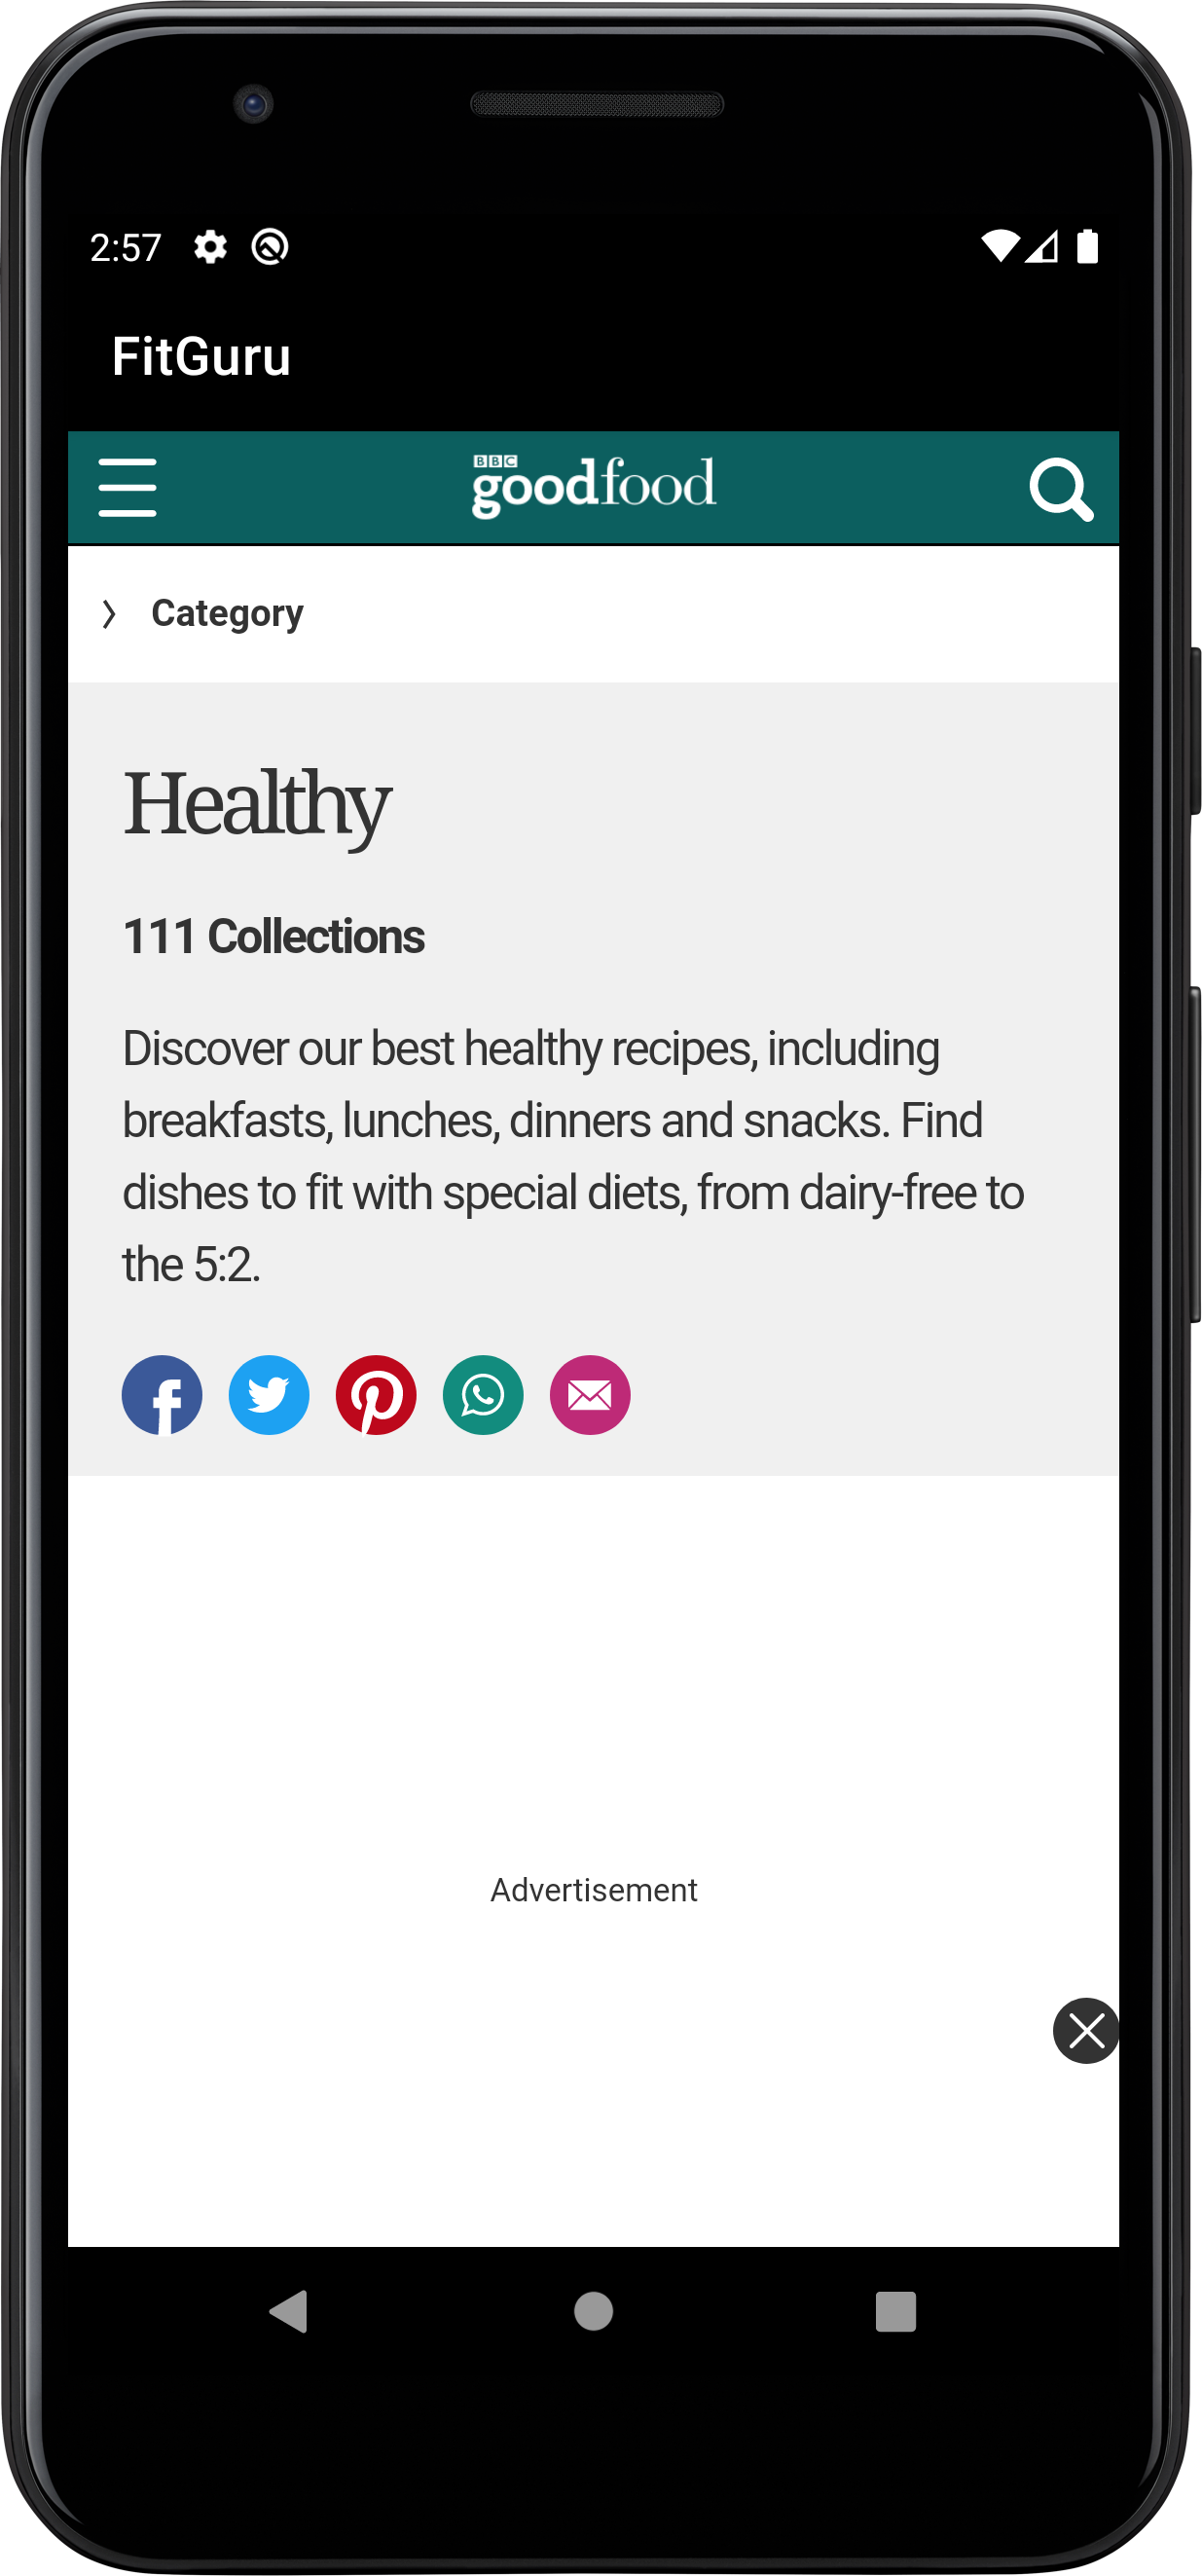 2:57
FitGuru
BBC
goodfood
Category
Healthy
111 Collections
Discover our best healthy recipes, including
breakfasts, lunches, dinners and snacks. Find
dishes to fit with special diets, from dairy-free to
the 5:2.
Advertisement